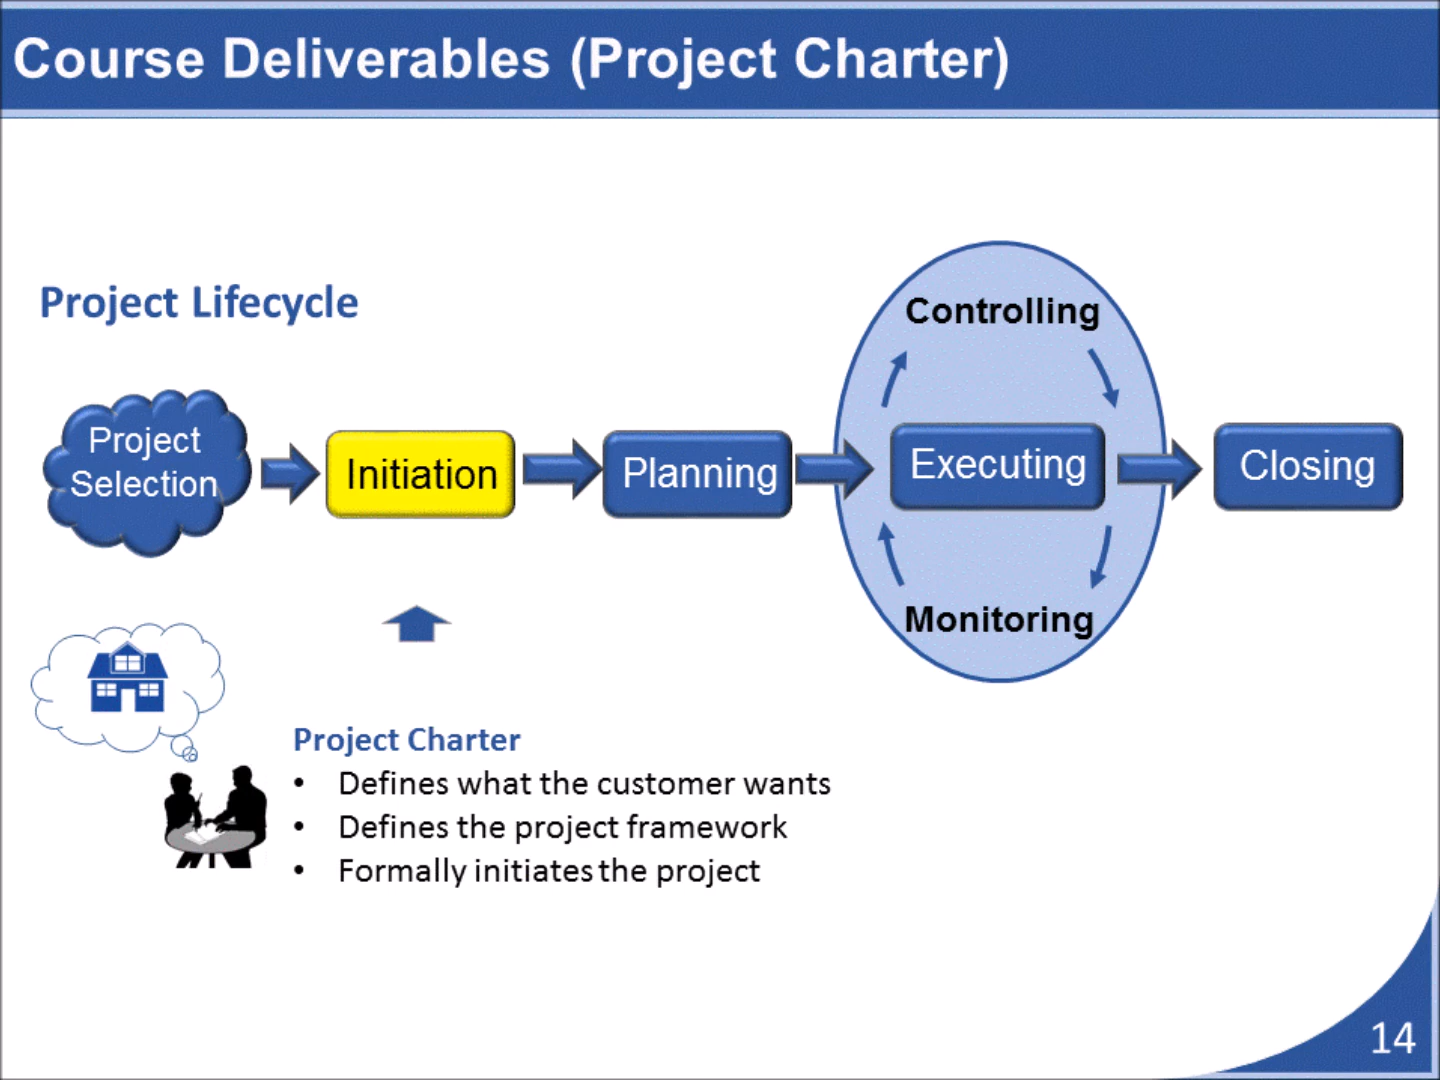 Course Deliverables (Project Charter)
Project Lifecycle
Project
Selection
Initiation
Planning
Controlling
Executing
Monitoring
Closing
Project Charter
• Defines what the customer wants
• Defines the project framework
• Formally initiates the project
14